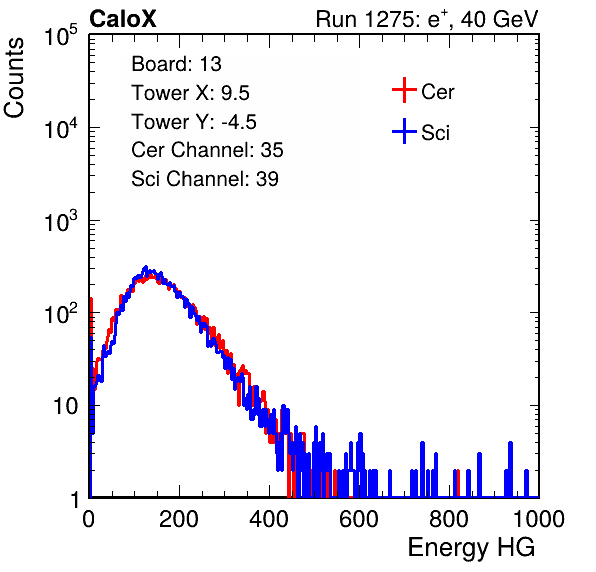 CaloX Run 1275: e⁺, 40 GeV
Counts
Board: 13
Tower X: 9.5
Tower Y: -4.5
Cer Channel: 35
Sci Channel: 39
Cer
Sci
10⁵
10⁴
10³
10²
10
1
0 200 400 600 800 1000
Energy HG